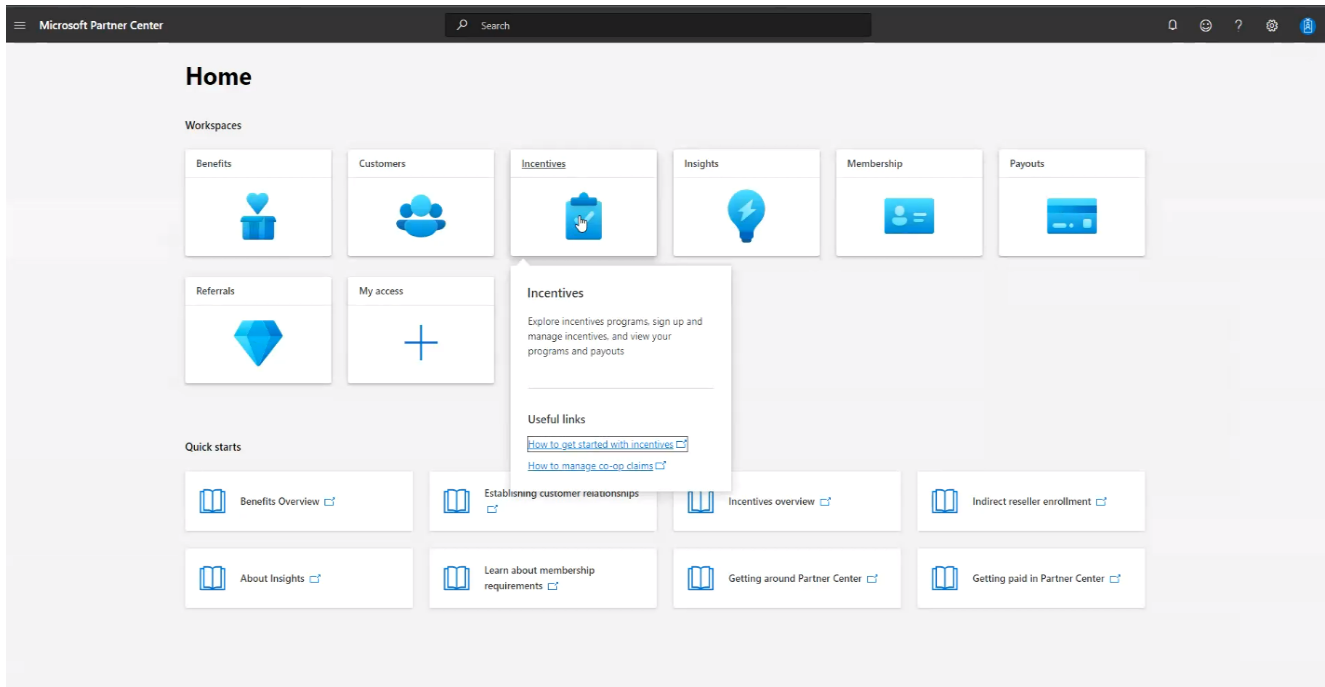 Microsoft Partner Center
Search
?
Home
Workspaces
Benefits
Customers
Incentives
Insights
Membership
Payouts
Referrals
My access
Incentives
Explore incentives programs, sign up and
manage incentives, and view your
programs and payouts
Useful links
How to get started with incentives
How to manage co-op claims
Quick starts
Benefits Overview
Establishing customer relationships
Incentives overview
Indirect reseller enrollment
About Insights
Learn about membership
requirements
Getting around Partner Center
Getting paid in Partner Center